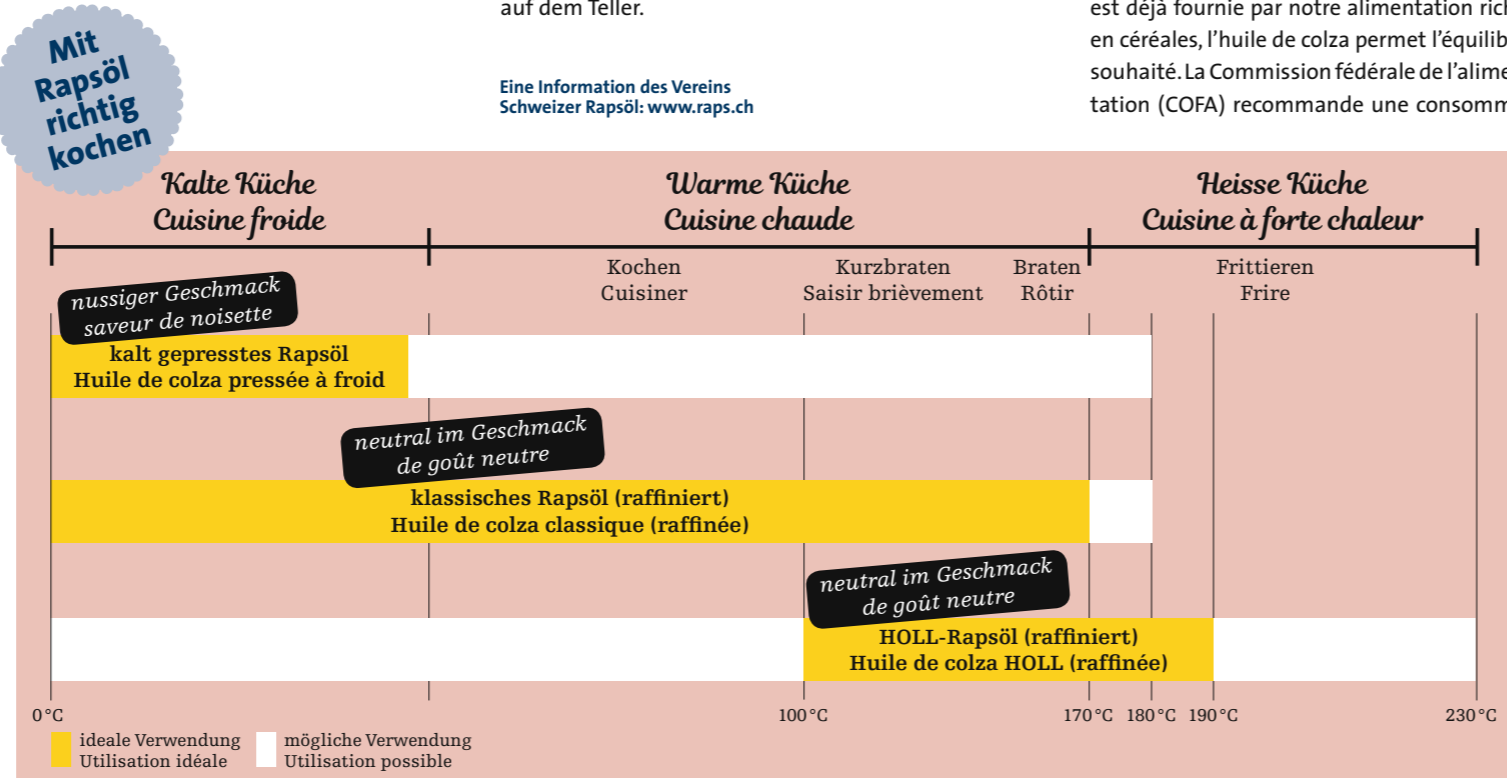 auf dem Teller.
Eine Information des Vereins
Schweizer Rapsöl: www.raps.ch
est déjà fournie par notre alimentation
en céréales, l'huile de colza permet
souhaité. La Commission fédérale de
tation (COFA) recommande une
Mit
Rapsöl
richtig
kochen
Kalte Küche
Cuisine froide
Warme Küche
Cuisine chaude
Heisse Küche
Cuisine à forte chaleur
Kochen
Cuisiner
Kurzbraten
Saisir brièvement
Braten
Rôtir
Frittieren
Frire
nussiger Geschmack
saveur de noisette
kalt gepresstes Rapsöl
Huile de colza pressée à froid
neutral im Geschmack
de goût neutre
klassisches Rapsöl (raffiniert)
Huile de colza classique (raffinée)
neutral im Geschmack
de goût neutre
HOLL-Rapsöl (raffiniert)
Huile de colza HOLL (raffinée)
0 °C 100 °C 170 °C 180 °C 190 °C 230 °C
ideale Verwendung
Utilisation idéale
mögliche Verwendung
Utilisation possible